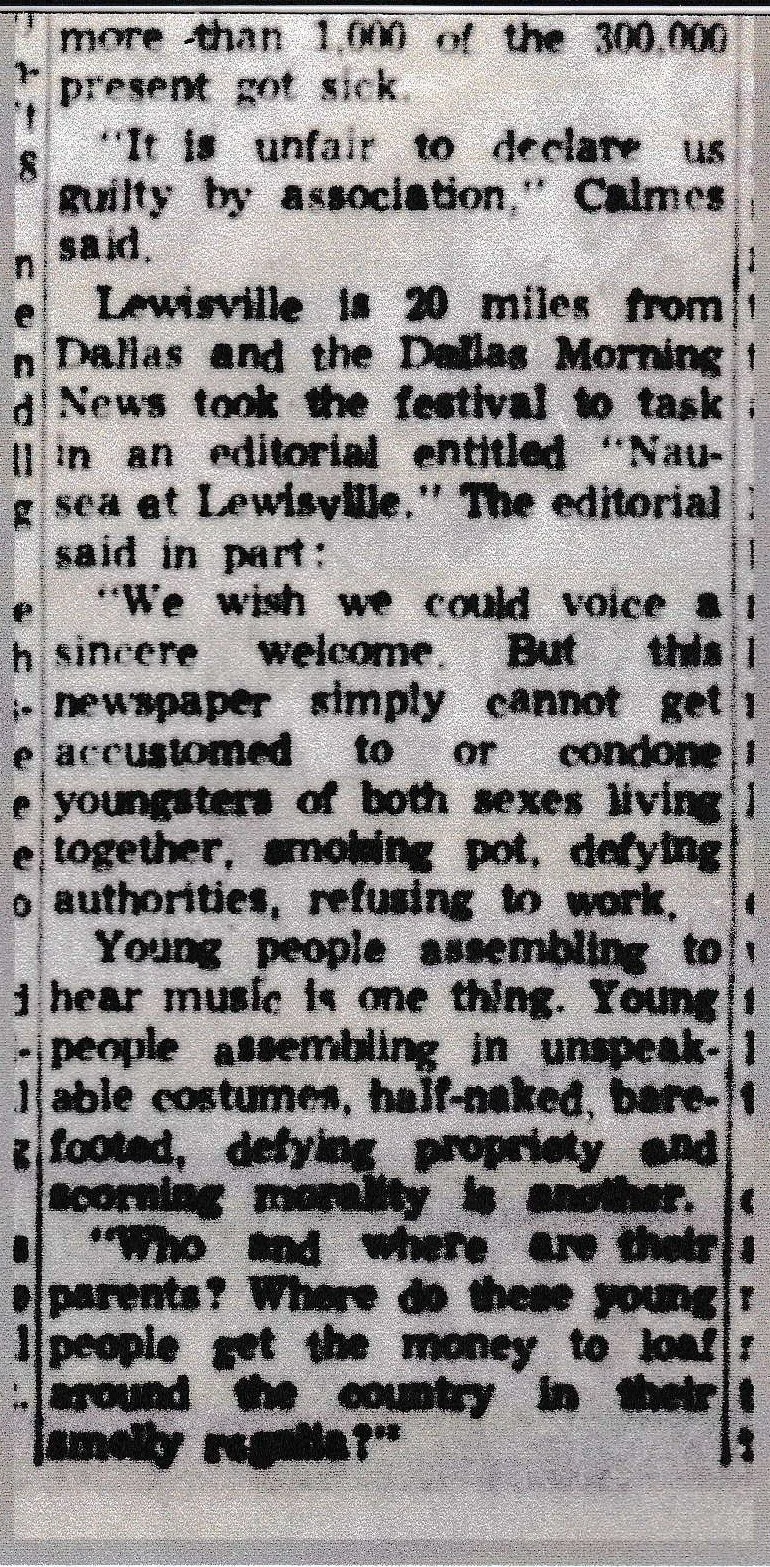 more than 1,000 of the 300,000
present got sick.
"It is unfair to declare us
guilty by association," Calmes
said.
Lewisville is 20 miles from
Dallas and the Dallas Morning
News took the festival to task
in an editorial entitled "Nau-
sea at Lewisville." The editorial
said in part:
"We wish we could voice a
sincere welcome. But this
newspaper simply cannot get
accustomed to or condone
youngsters of both sexes living
together, smoking pot, defying
authorities, refusing to work.
Young people assembling to
hear music is one thing. Young
people assembling in unspeak-
able costumes, half-naked, bare-
footed, defying propriety and
scorning morality is another.
"Who and where are their
parents? Where do these young
people get the money to loaf
around the country in their
smelly regalia?"